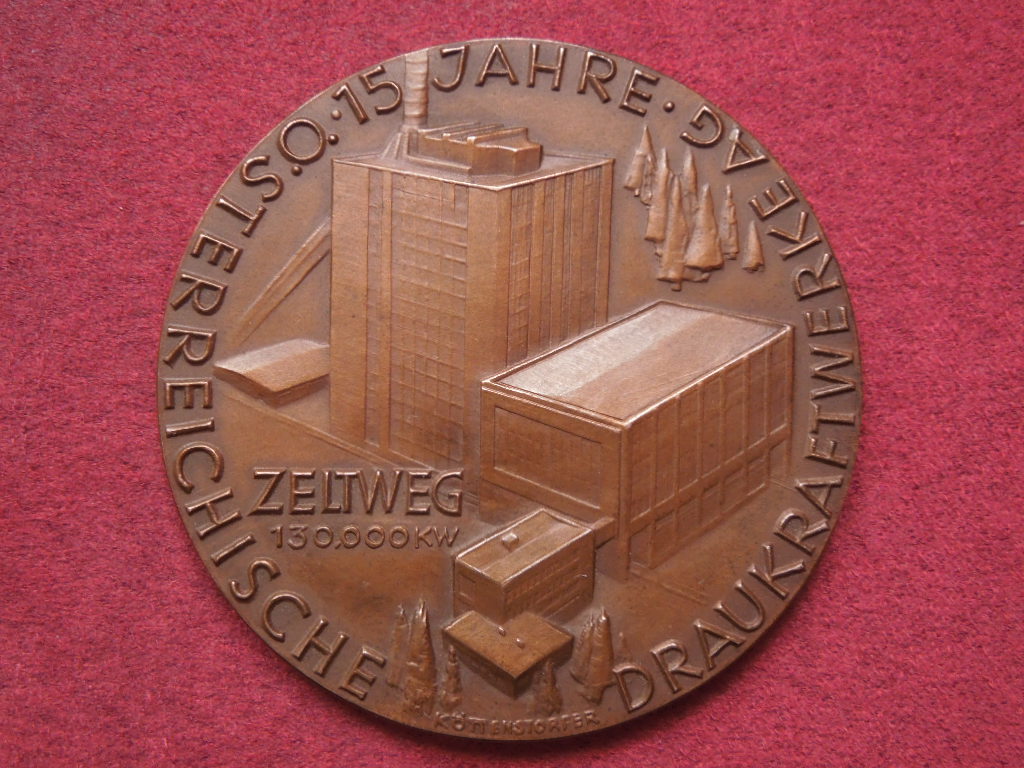 15 JAHRE · ÖSTERREICHISCHE DRAUKRAFTWERKE AG ·
ZELTWEG
130,000 KW
KÖTTENSTORFER